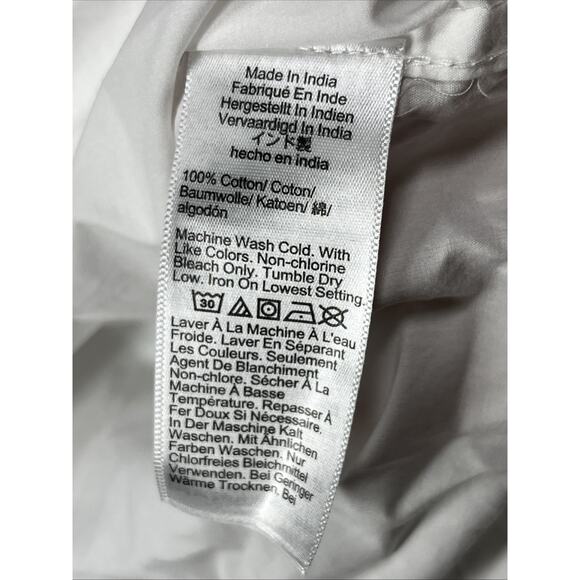 Made In India
Fabriqué En Inde
Hergestellt In Indien
Vervaardigd In India
インド製
hecho en india
100% Cotton/ Coton/
Baumwolle/ Katoen/ 綿/
algodón
Machine Wash Cold. With
Like Colors. Non-chlorine
Bleach Only. Tumble Dry
Low. Iron On Lowest Setting.
30
Laver À La Machine À L'eau
Froide. Laver En Séparant
Les Couleurs. Seulement
Agent De Blanchiment
Non-chlore. Sécher À La
Machine À Basse
Température. Repasser À
Fer Doux Si Nécessaire.
In Der Maschine Kalt
Waschen. Mit Ähnlichen
Farben Waschen. Nur
Chlorfreies Bleichmittel
Verwenden. Bei Geringer
Wärme Trocknen. Bei